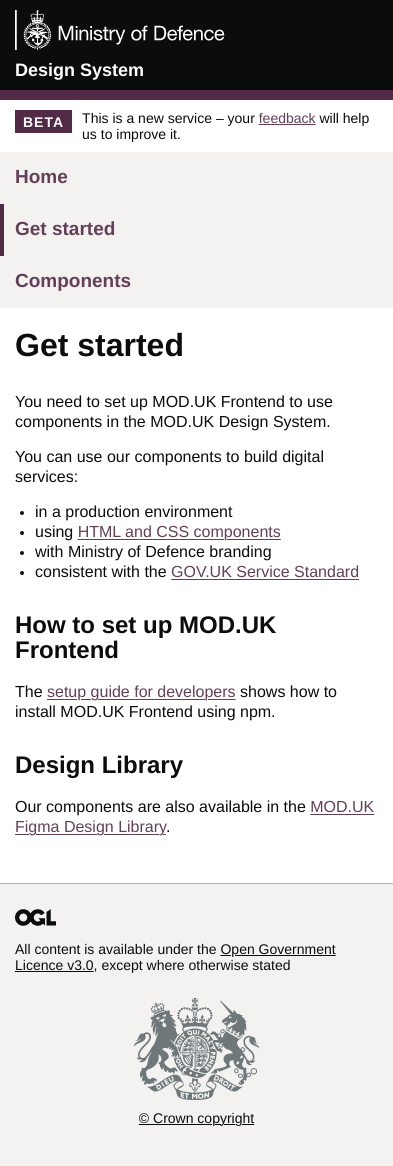 Ministry of Defence
Design System
BETA
This is a new service – your feedback will help
us to improve it.
Home
Get started
Components
Get started
You need to set up MOD.UK Frontend to use
components in the MOD.UK Design System.
You can use our components to build digital
services:
• in a production environment
• using HTML and CSS components
• with Ministry of Defence branding
• consistent with the GOV.UK Service Standard
How to set up MOD.UK
Frontend
The setup guide for developers shows how to
install MOD.UK Frontend using npm.
Design Library
Our components are also available in the MOD.UK
Figma Design Library.
OGL
All content is available under the Open Government
Licence v3.0, except where otherwise stated
DIEU ET MON DROIT
© Crown copyright